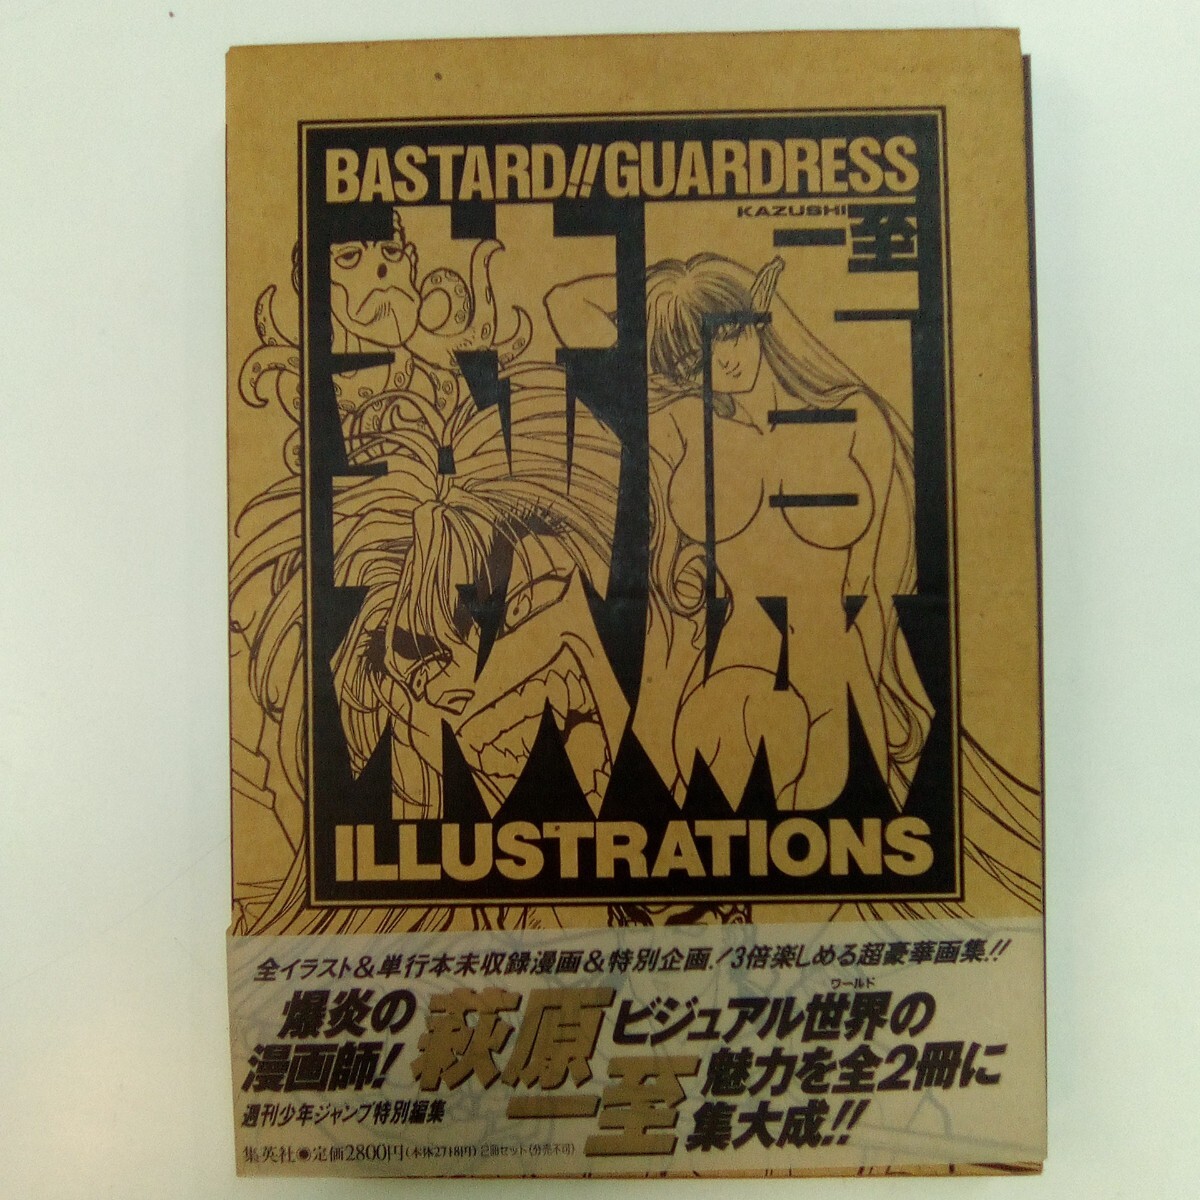 BASTARD!!GUARDRESS
KAZUSHI
萩原一至
ILLUSTRATIONS
全イラスト&単行本未収録漫画&特別企画!3倍楽しめる超豪華画集!!
爆炎の漫画師!
萩原一至
ワールド
ビジュアル世界の魅力を全2冊に集大成!!
週刊少年ジャンプ特別編集
集英社●定価2800円(本体2718円)2冊セット(分売不可)